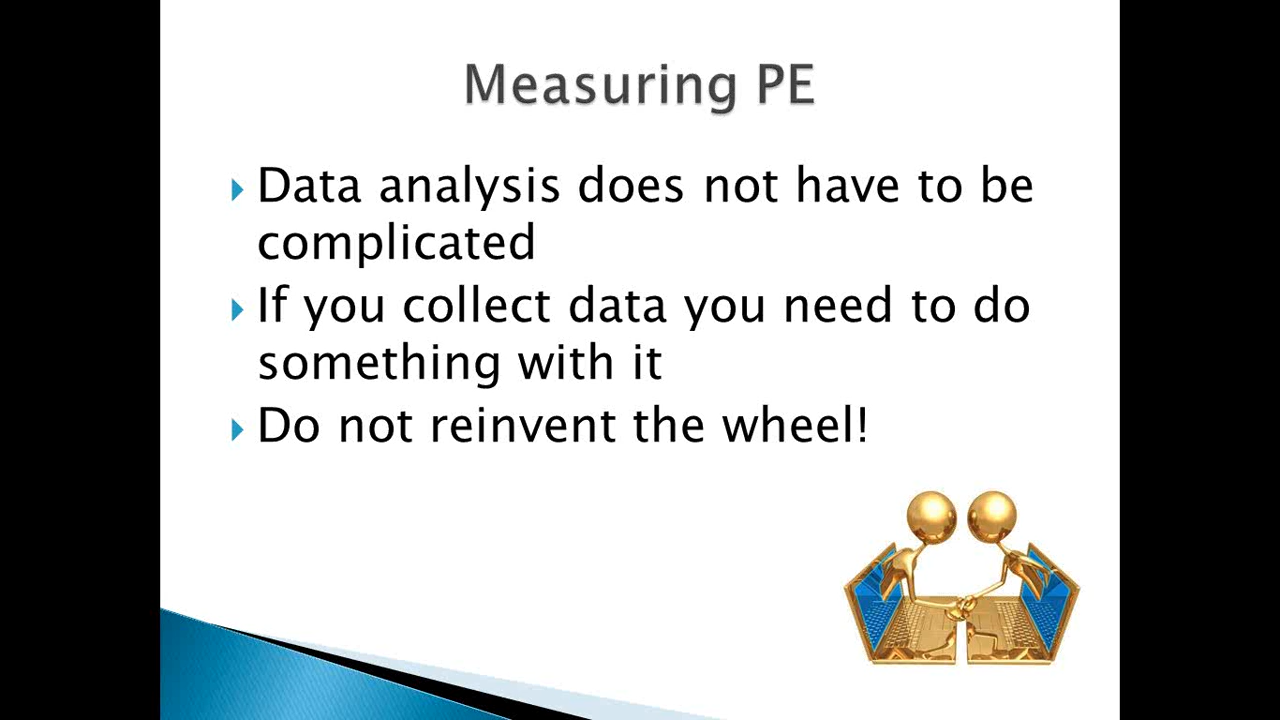 Measuring PE
Data analysis does not have to be
complicated
If you collect data you need to do
something with it
Do not reinvent the wheel!